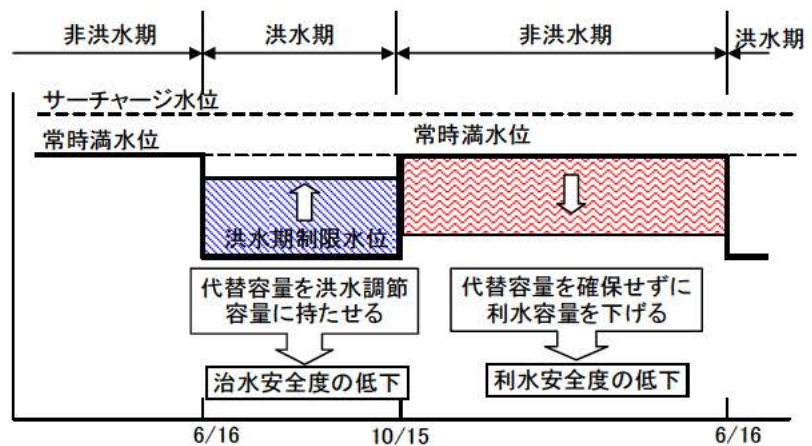 非洪水期
洪水期
非洪水期
洪水期
サーチャージ水位
常時満水位
常時満水位
洪水期制限水位
代替容量を洪水調節
容量に持たせる
代替容量を確保せずに
利水容量を下げる
治水安全度の低下
利水安全度の低下
6/16
10/15
6/16